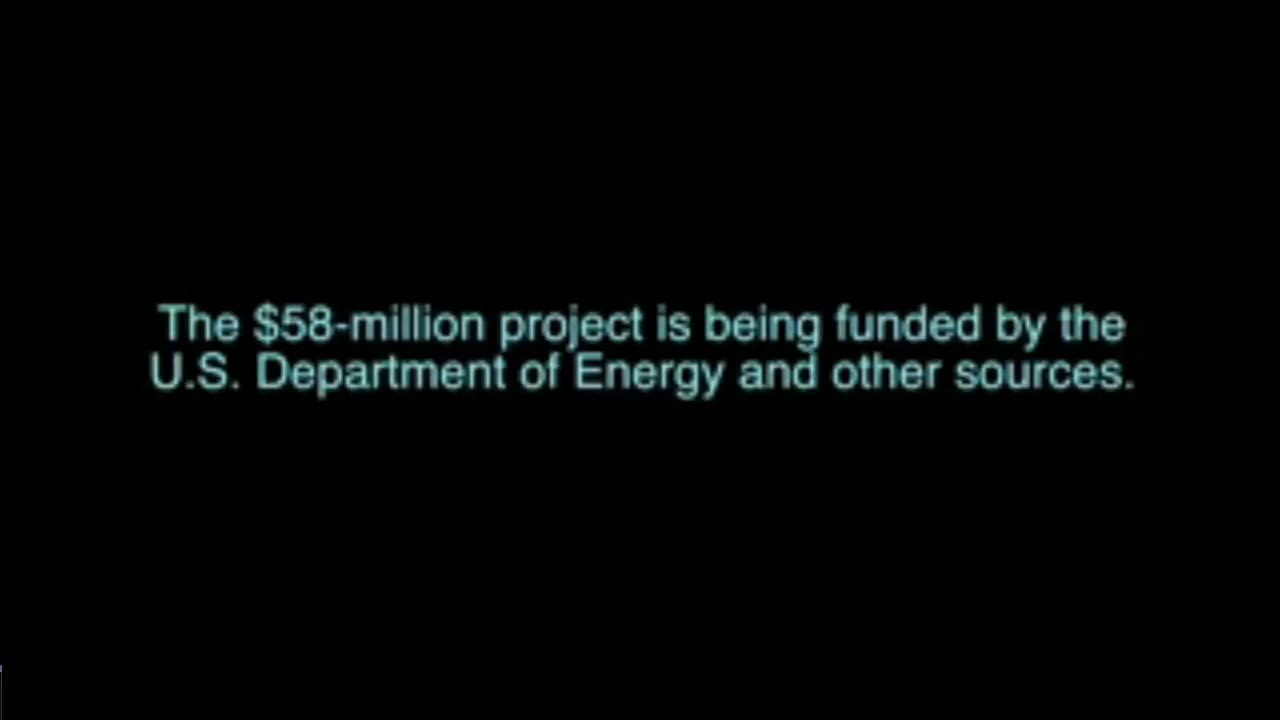 The $58-million project is being funded by the
U.S. Department of Energy and other sources.